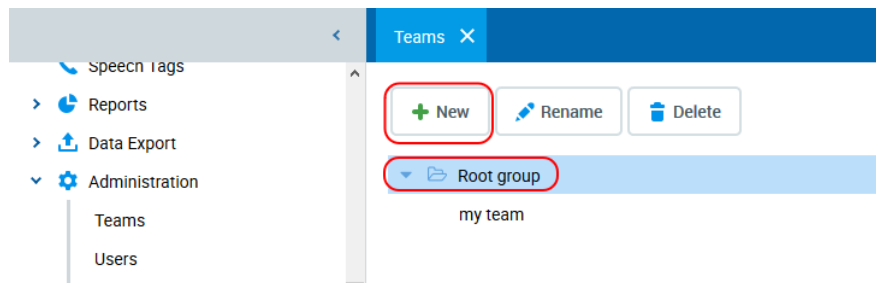 Speech Tags
Reports
Data Export
Administration
Teams
Users
Teams
New
Rename
Delete
Root group
my team